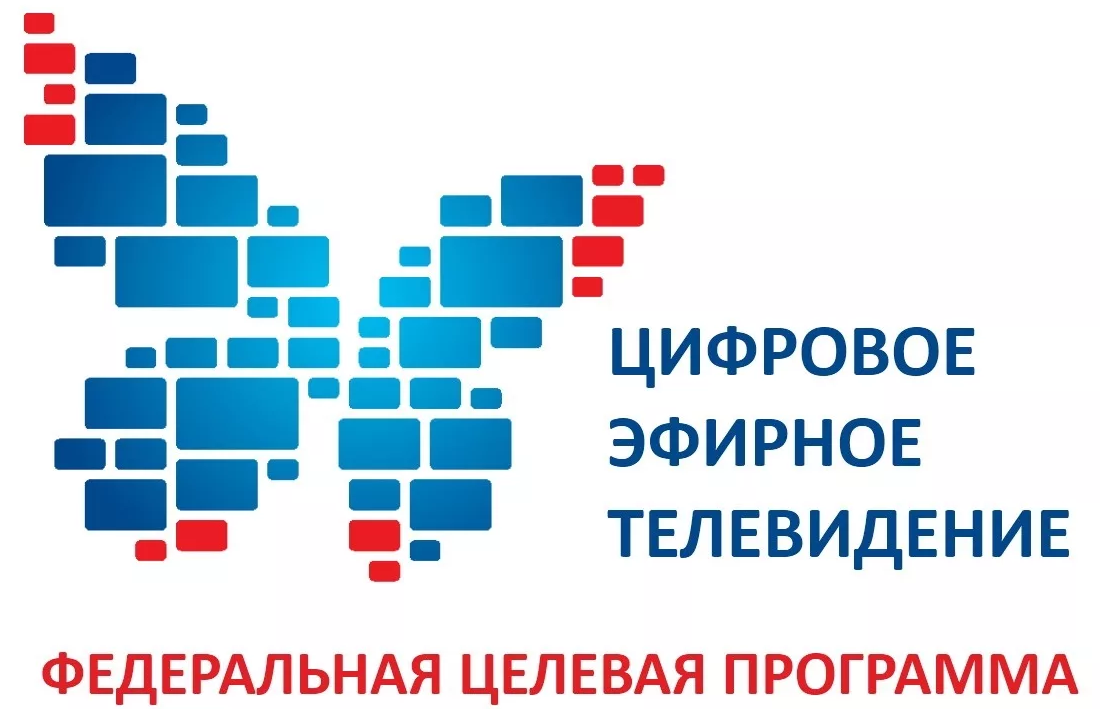 ЦИФРОВОЕ
ЭФИРНОЕ
ТЕЛЕВИДЕНИЕ
ФЕДЕРАЛЬНАЯ ЦЕЛЕВАЯ ПРОГРАММА